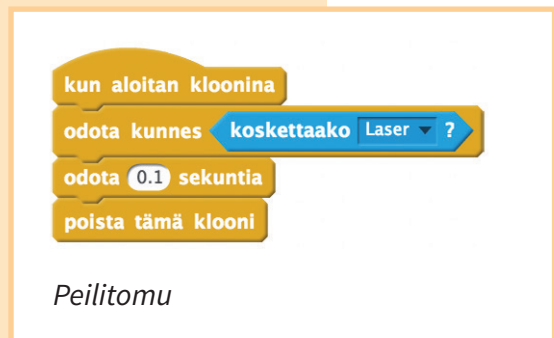 kun aloitan kloonina
odota kunnes koskettaako Laser ?
odota 0.1 sekuntia
poista tämä klooni
Peilitomu